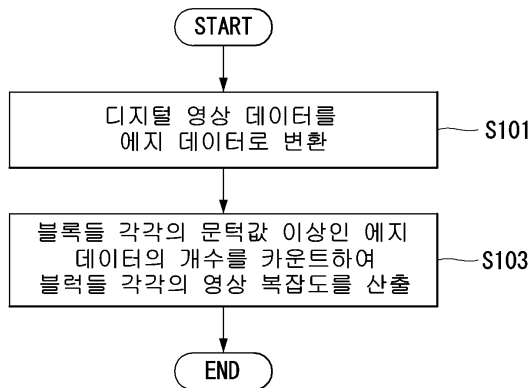 START
디지털 영상 데이터를
에지 데이터로 변환
S101
블록들 각각의 문턱값 이상인 에지
데이터의 개수를 카운트하여
블럭들 각각의 영상 복잡도를 산출
S103
END